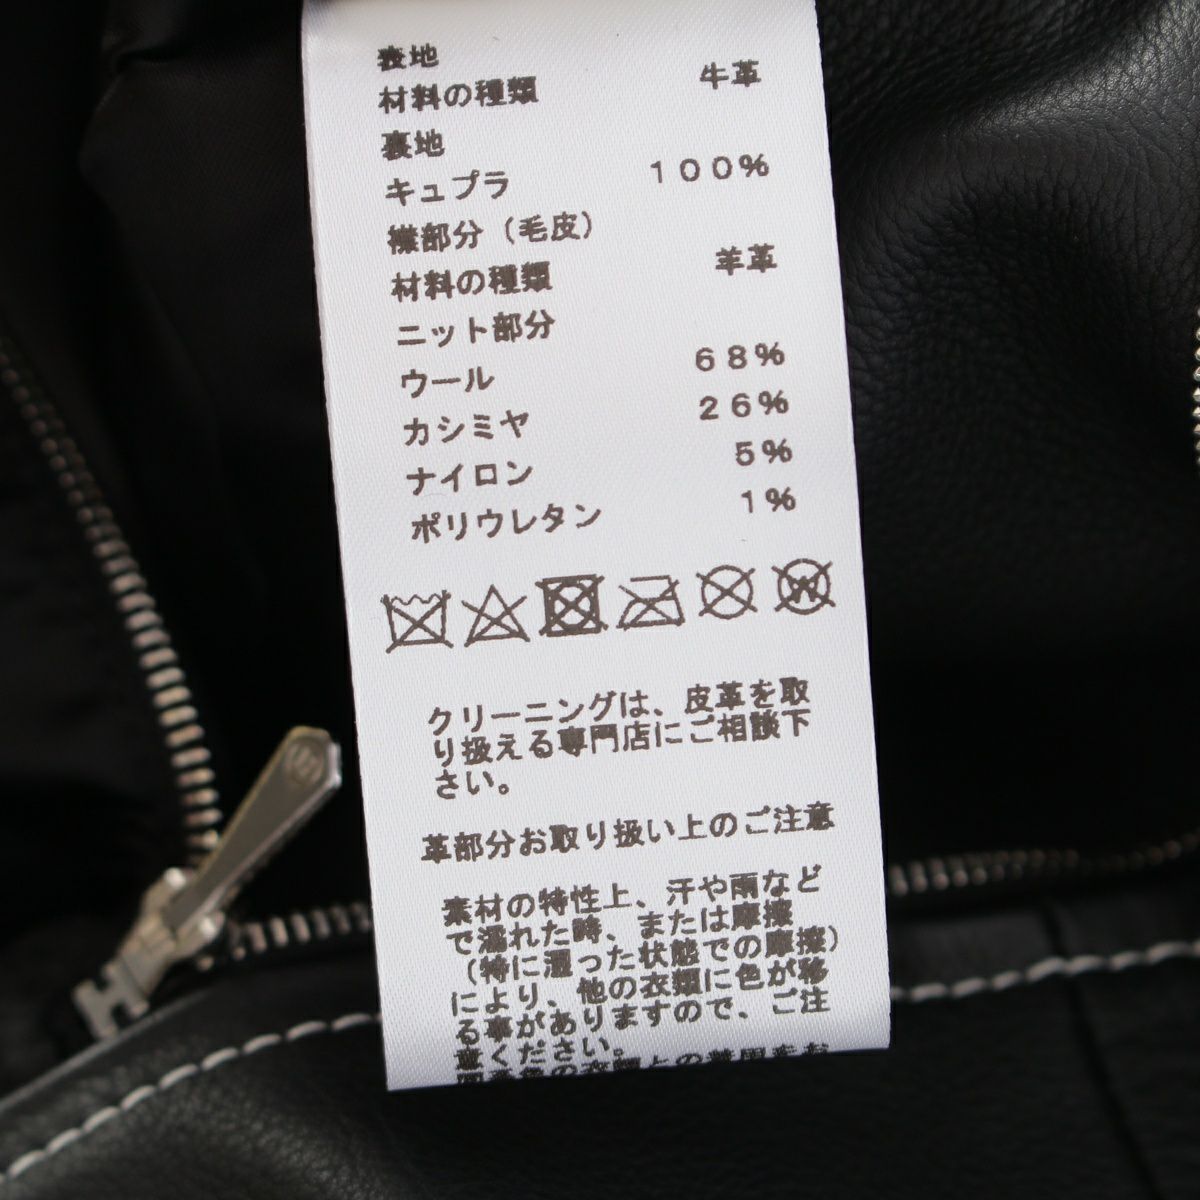 表地
材料の種類 牛革
裏地
キュプラ 100%
襟部分(毛皮)
材料の種類 羊革
ニット部分
ウール 68%
カシミヤ 26%
ナイロン 5%
ポリウレタン 1%
W
クリーニングは、皮革を取
り扱える専門店にご相談下
さい。
革部分お取り扱い上のご注意
素材の特性上、汗や雨など
で濡れた時、または摩擦
(特に湿った状態での摩擦)
により、他の衣類に色が移
る事がありますので、ご注
意ください。
H